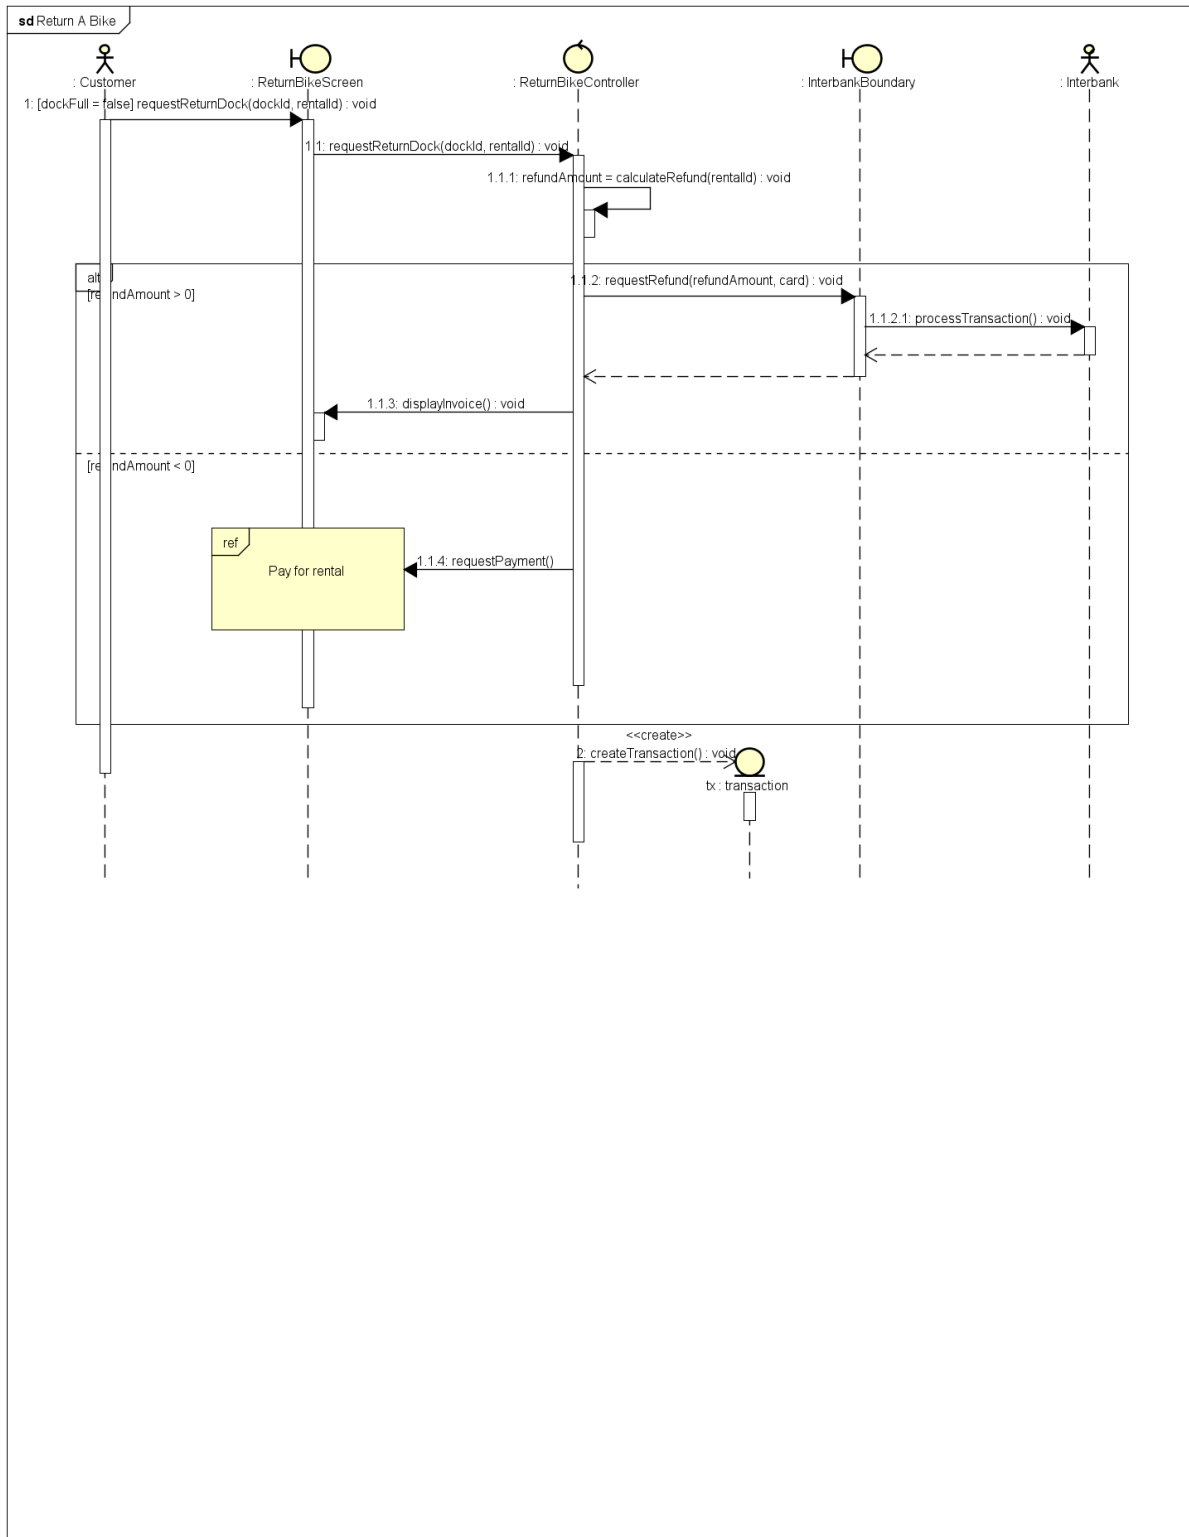 sd Return A Bike
: Customer
: ReturnBikeScreen
: ReturnBikeController
: InterbankBoundary
: Interbank
1: [dockFull = false] requestReturnDock(dockId, rentalId) : void
1.1: requestReturnDock(dockId, rentalId) : void
1.1.1: refundAmount = calculateRefund(rentalId) : void
alt
[refundAmount > 0]
1.1.2: requestRefund(refundAmount, card) : void
1.1.2.1: processTransaction() : void
1.1.3: displayInvoice() : void
[refundAmount < 0]
ref
Pay for rental
1.1.4: requestPayment()
<<create>>
2: createTransaction() : void
tx : transaction